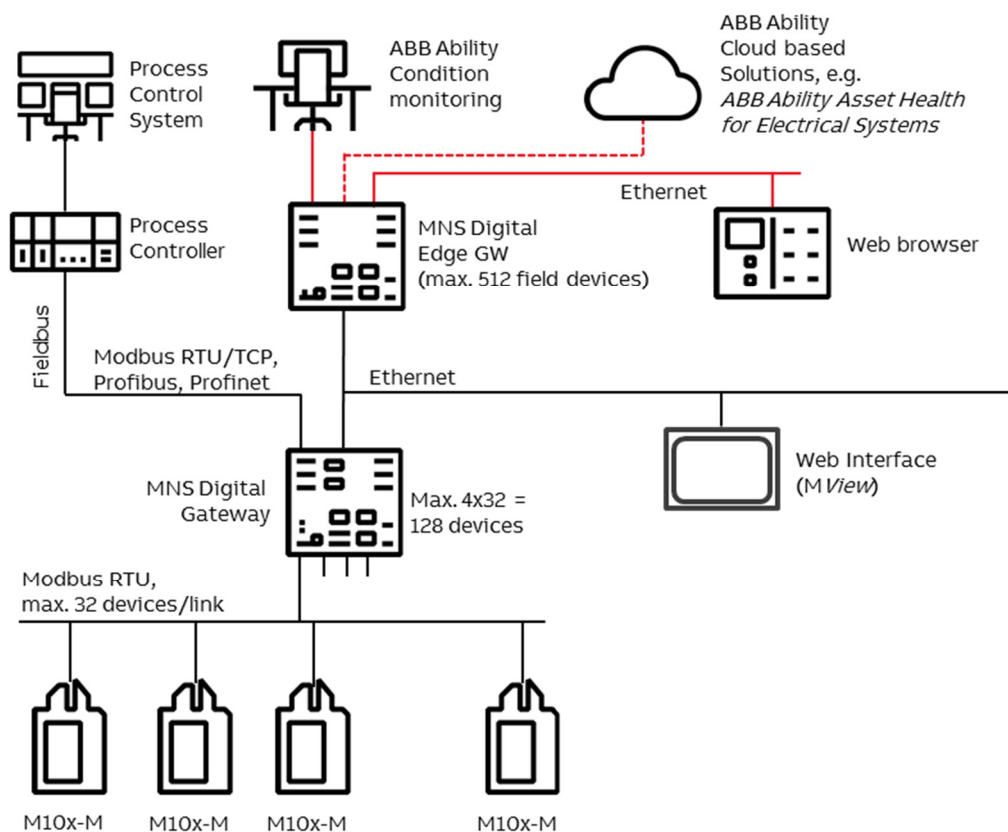 Process
Control
System
ABB Ability
Condition
monitoring
ABB Ability
Cloud based
Solutions, e.g.
ABB Ability Asset Health
for Electrical Systems
Process
Controller
MNS Digital
Edge GW
(max. 512 field devices)
Ethernet
Web browser
Fieldbus
Modbus RTU/TCP,
Profibus, Profinet
Ethernet
MNS Digital
Gateway
Max. 4x32 =
128 devices
Web Interface
(MView)
Modbus RTU,
max. 32 devices/link
M10x-M
M10x-M
M10x-M
M10x-M